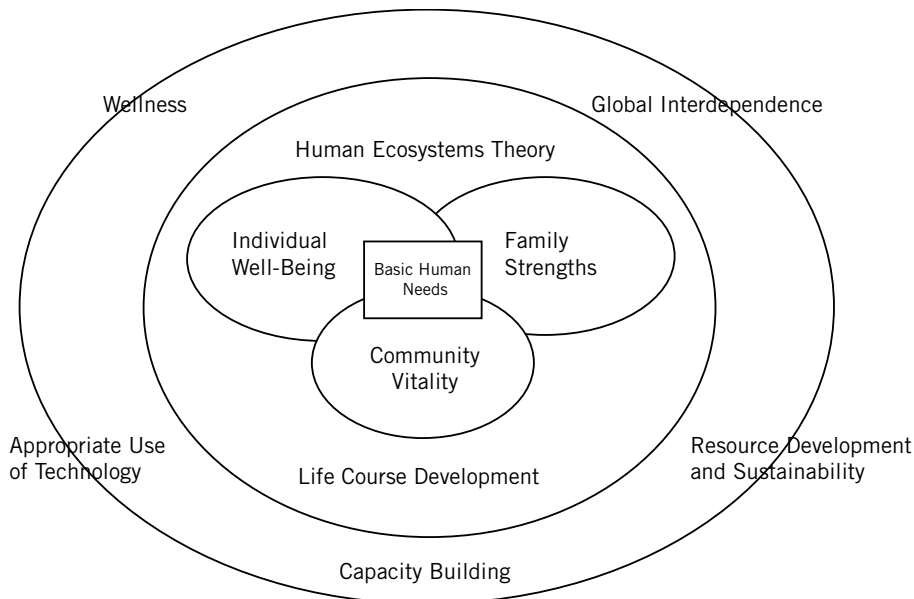 Wellness
Global Interdependence
Human Ecosystems Theory
Individual
Well-Being
Family
Strengths
Basic Human
Needs
Community
Vitality
Appropriate Use
of Technology
Resource Development
and Sustainability
Life Course Development
Capacity Building